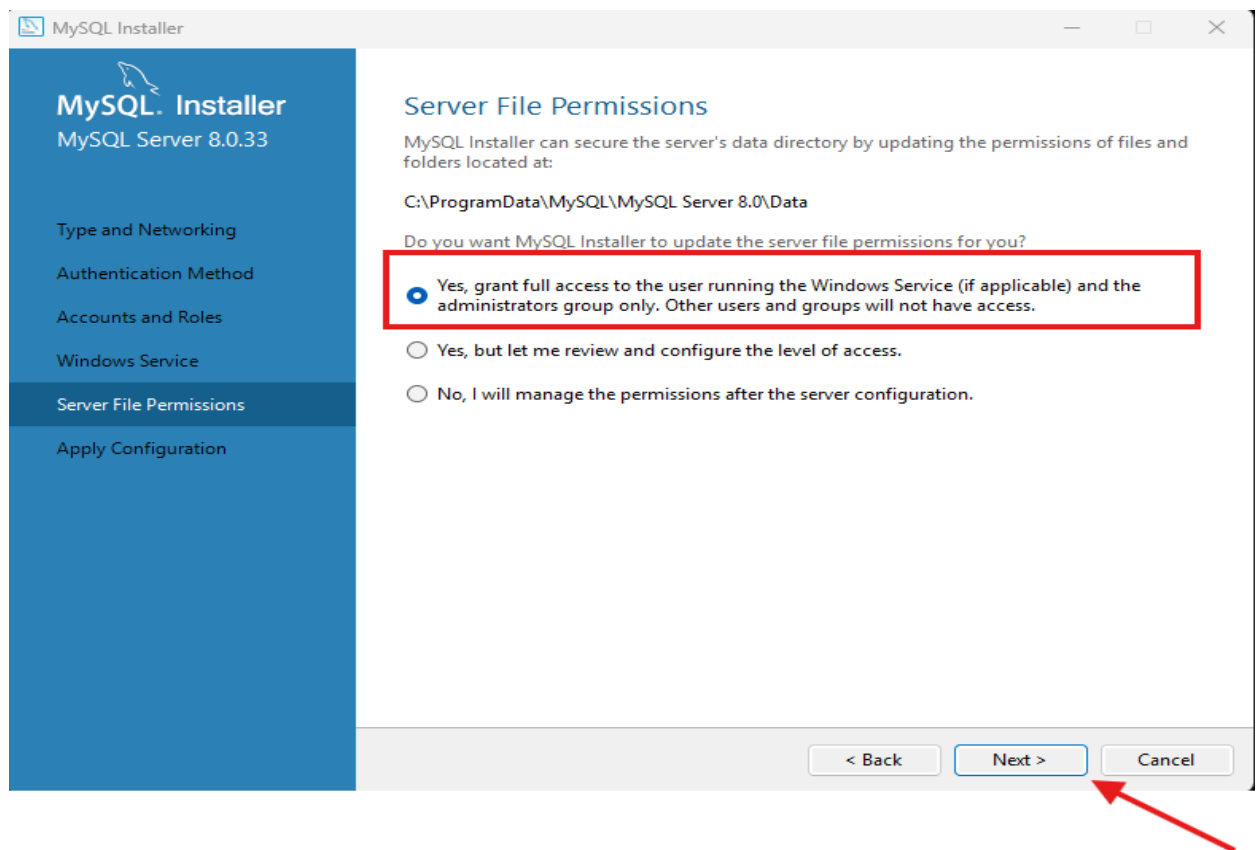 MySQL Installer
MySQL. Installer
MySQL Server 8.0.33
Type and Networking
Authentication Method
Accounts and Roles
Windows Service
Server File Permissions
Apply Configuration
Server File Permissions
MySQL Installer can secure the server's data directory by updating the permissions of files and
folders located at:
C:\ProgramData\MySQL\MySQL Server 8.0\Data
Do you want MySQL Installer to update the server file permissions for you?
Yes, grant full access to the user running the Windows Service (if applicable) and the
administrators group only. Other users and groups will not have access.
Yes, but let me review and configure the level of access.
No, I will manage the permissions after the server configuration.
< Back
Next >
Cancel